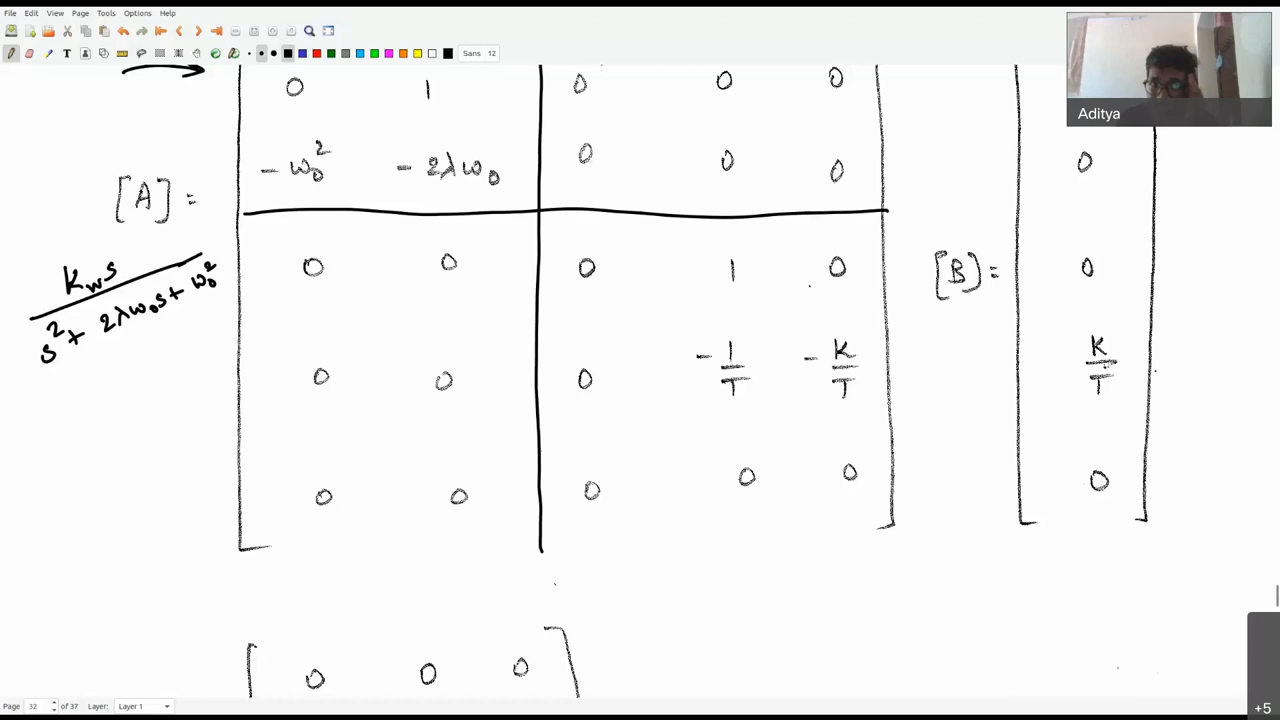 File Edit View Page Tools Options Help
Sans 12
Aditya
0 1 0 0 0
-ω₀² -2λω₀ 0 0 0
[A] =
0 0 0 1 0
0 0 0 -1/T -K/T
0 0 0 0 0
K_w s / s² + 2λω₀s + ω₀²
[B] =
0
0
K/T
0
0 0 0
Page 32 of 37 Layer: Layer 1
+5